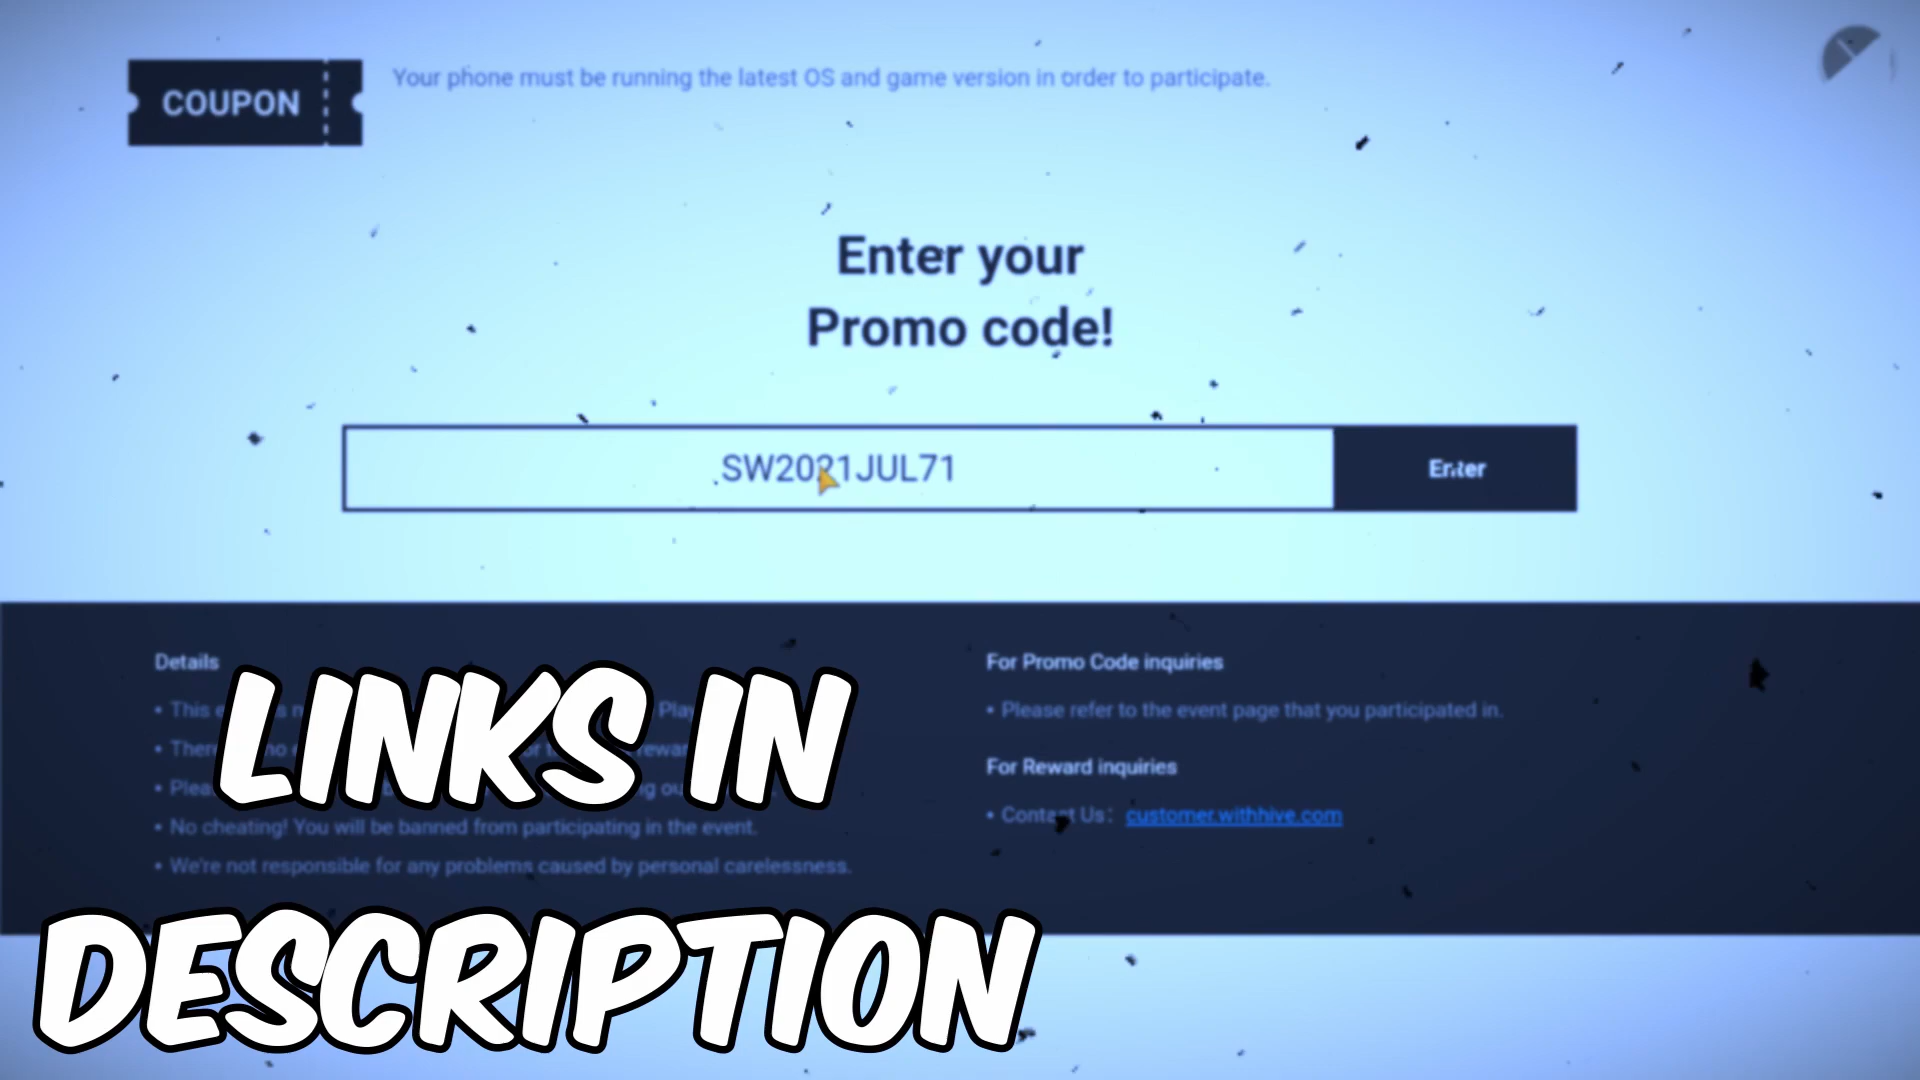 COUPON
Your phone must be running the latest OS and game version in order to participate.
Enter your
Promo code!
SW2021JUL71
Enter
Details
• This
• No cheating! You will be banned from participating in the event.
• We're not responsible for any problems caused by personal carelessness.
For Promo Code inquiries
• Please refer to the event page that you participated in.
For Reward inquiries
• Contact Us: customer.withhive.com
LINKS IN
DESCRIPTION